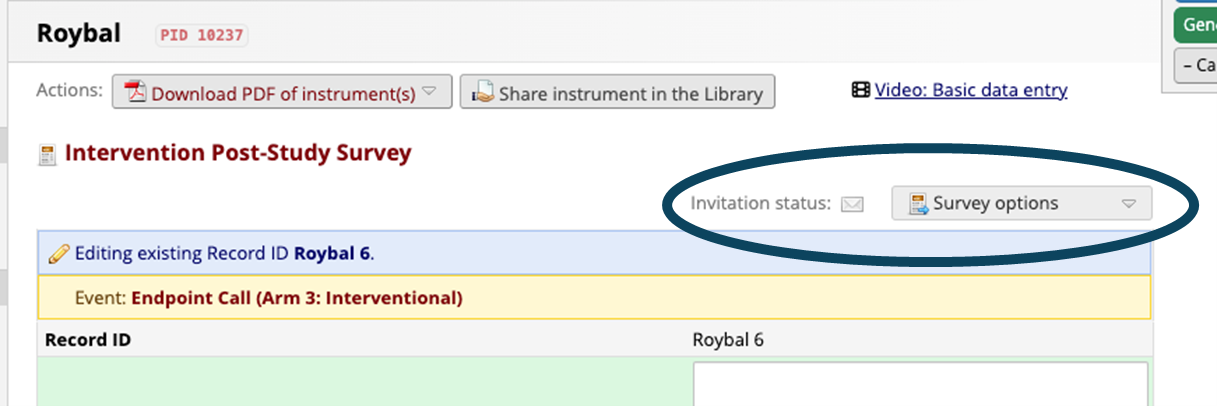 Roybal PID 10237
Gene
– Ca
Actions: Download PDF of instrument(s) Share instrument in the Library Video: Basic data entry
Intervention Post-Study Survey
Invitation status: Survey options
Editing existing Record ID Roybal 6.
Event: Endpoint Call (Arm 3: Interventional)
Record ID Roybal 6